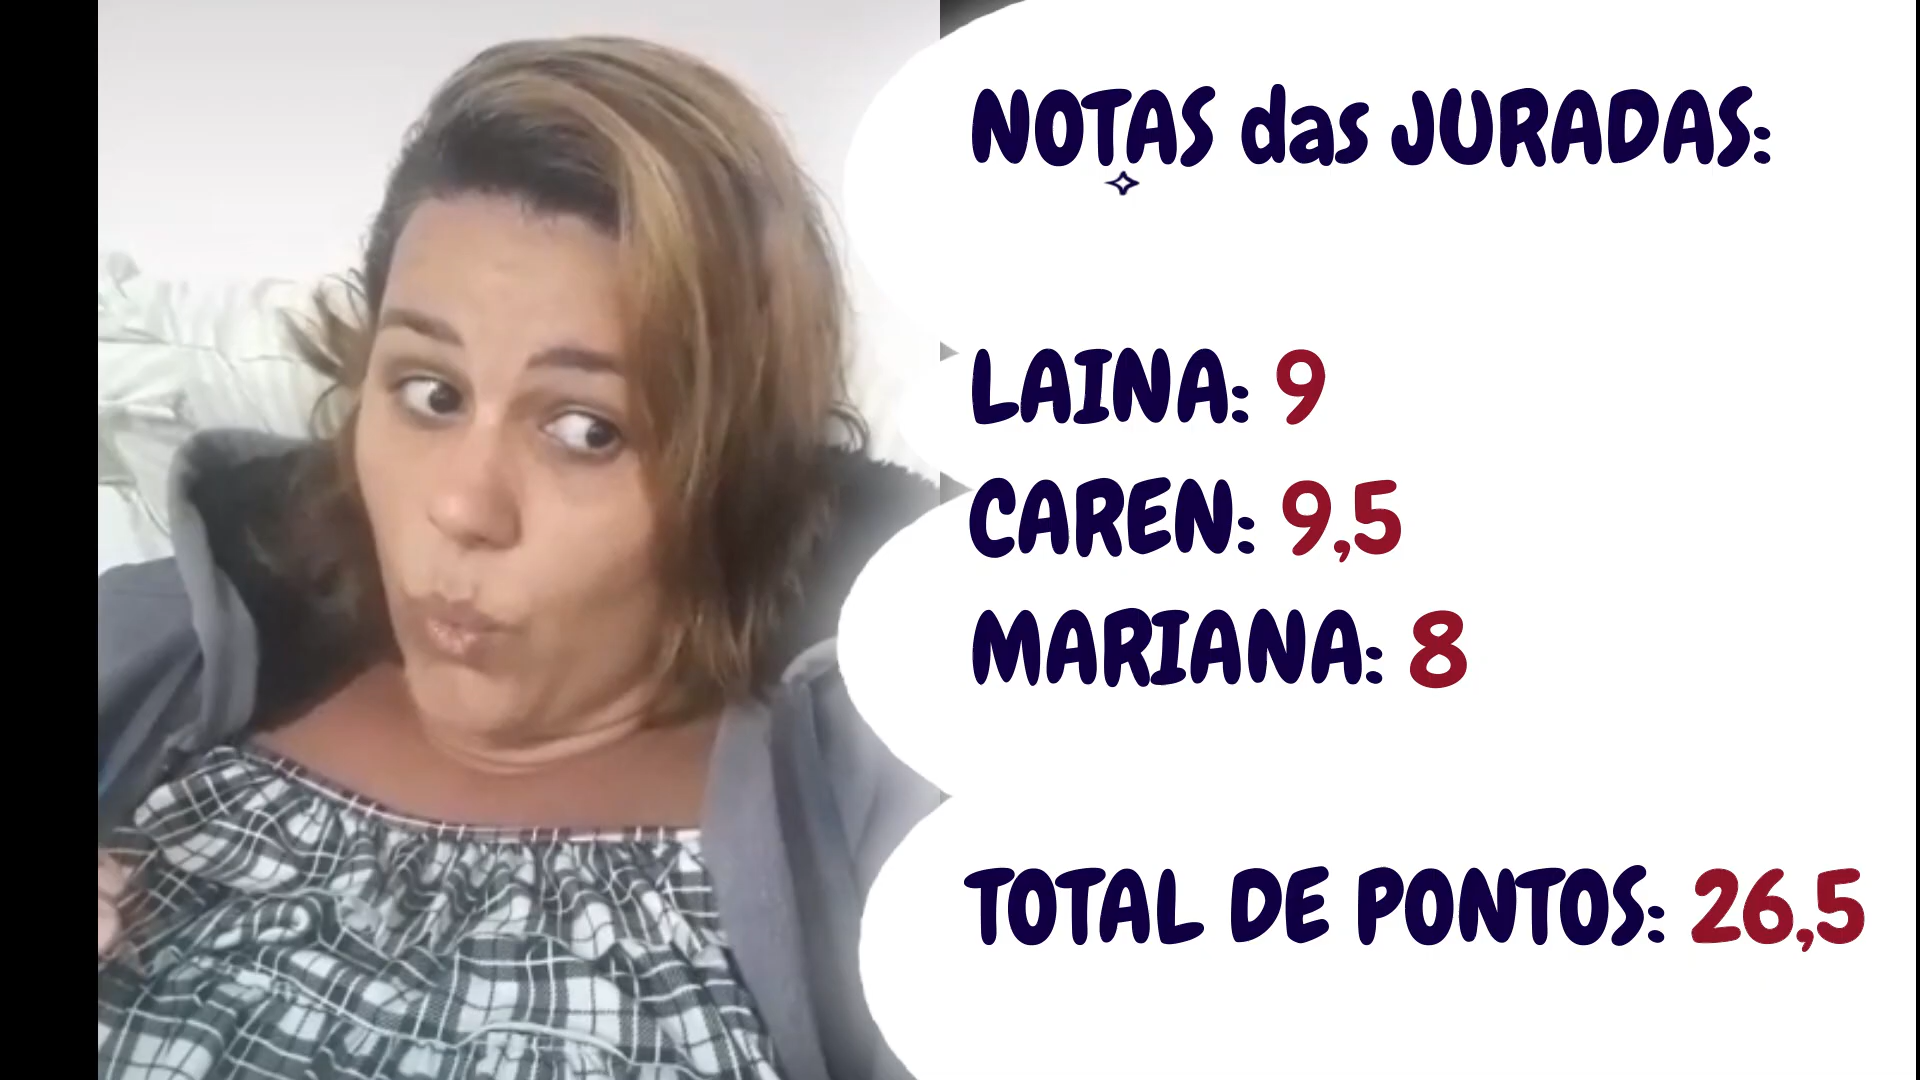 NOTAS das JURADAS:
LAINA: 9
CAREN: 9,5
MARIANA: 8
TOTAL DE PONTOS: 26,5